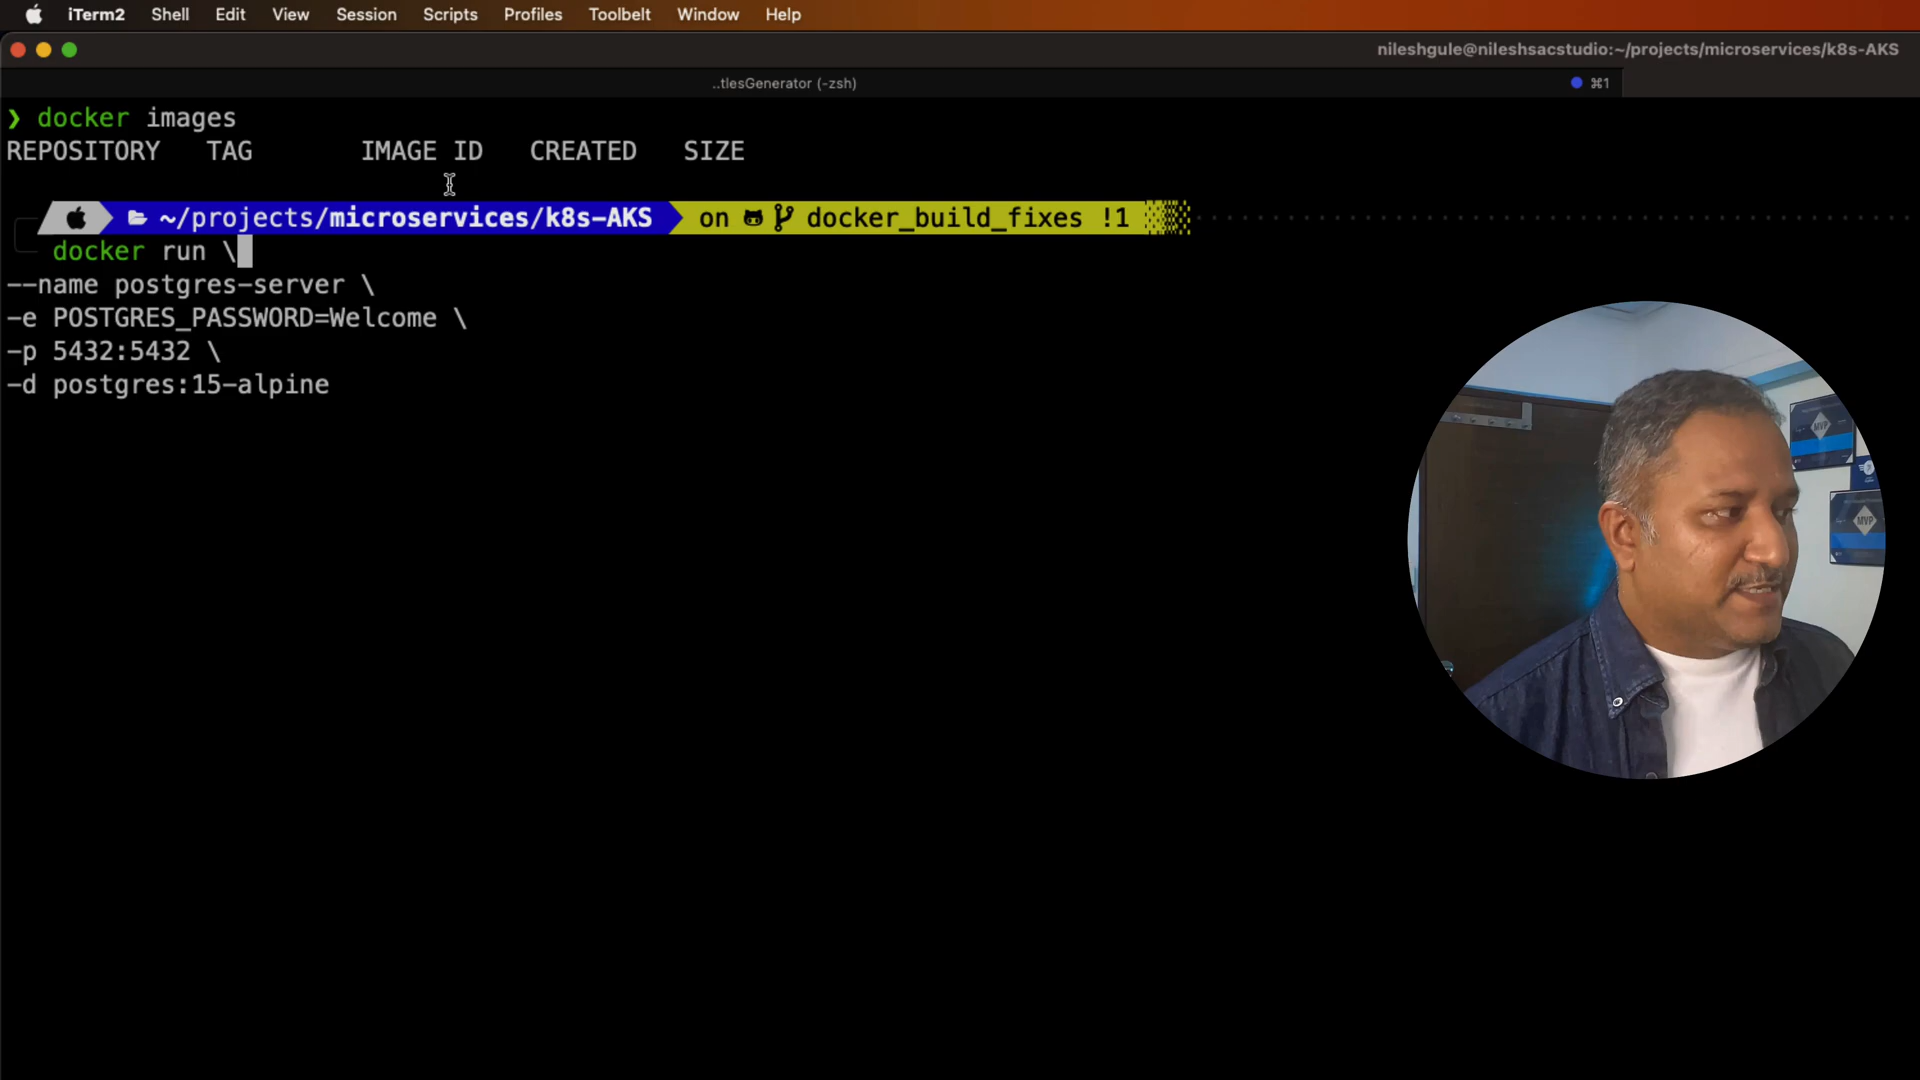 iTerm2 Shell Edit View Session Scripts Profiles Toolbelt Window Help
nileshgule@nileshsacstudio:~/projects/microservices/k8s-AKS
..tlesGenerator (-zsh) ⌘1
❯ docker images
REPOSITORY TAG IMAGE ID CREATED SIZE
~/projects/microservices/k8s-AKS on docker_build_fixes !1
docker run \
--name postgres-server \
-e POSTGRES_PASSWORD=Welcome \
-p 5432:5432 \
-d postgres:15-alpine
MVP
MVP